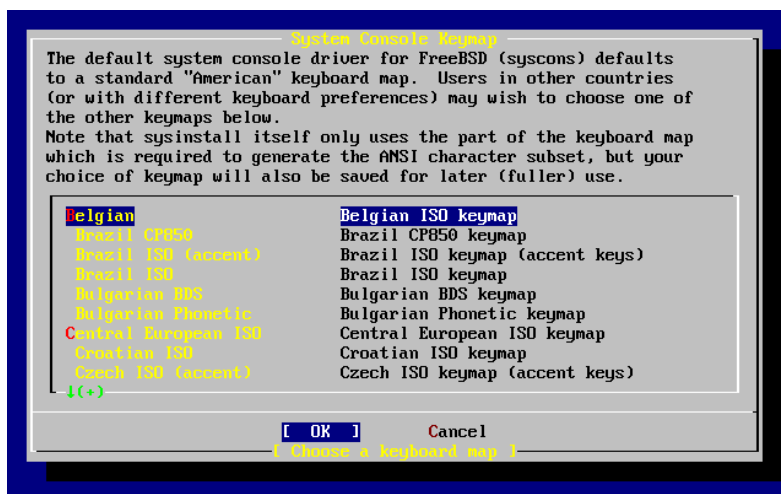 System Console Keymap
The default system console driver for FreeBSD (syscons) defaults
to a standard "American" keyboard map.  Users in other countries
(or with different keyboard preferences) may wish to choose one of
the other keymaps below.
Note that sysinstall itself only uses the part of the keyboard map
which is required to generate the ANSI character subset, but your
choice of keymap will also be saved for later (fuller) use.
Belgian Belgian ISO keymap
Brazil CP850 Brazil CP850 keymap
Brazil ISO (accent) Brazil ISO keymap (accent keys)
Brazil ISO Brazil ISO keymap
Bulgarian BDS Bulgarian BDS keymap
Bulgarian Phonetic Bulgarian Phonetic keymap
Central European ISO Central European ISO keymap
Croatian ISO Croatian ISO keymap
Czech ISO (accent) Czech ISO keymap (accent keys)
↓(+)
[ OK ] Cancel
[ Choose a keyboard map ]